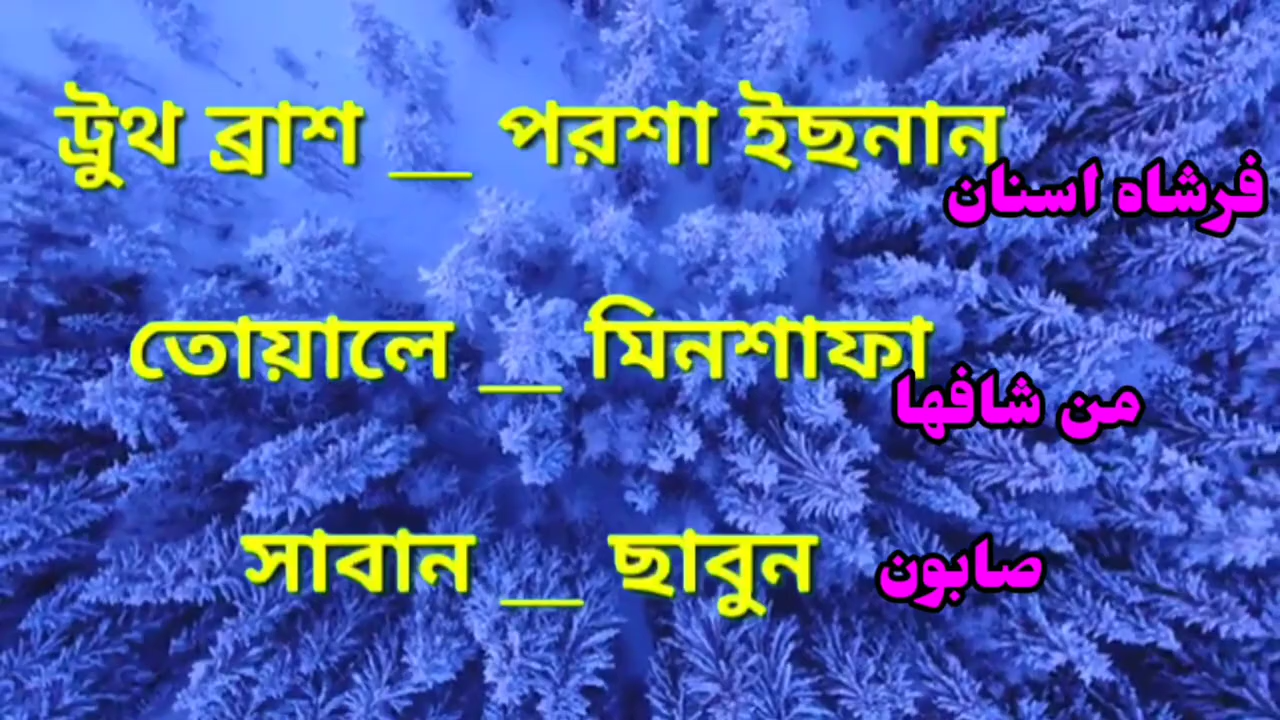 ট্রুথ ব্রাশ __ পরশা ইছনান
فرشاه اسنان
তোয়ালে __ মিনশাফা
من شافها
সাবান __ ছাবুন
صابون